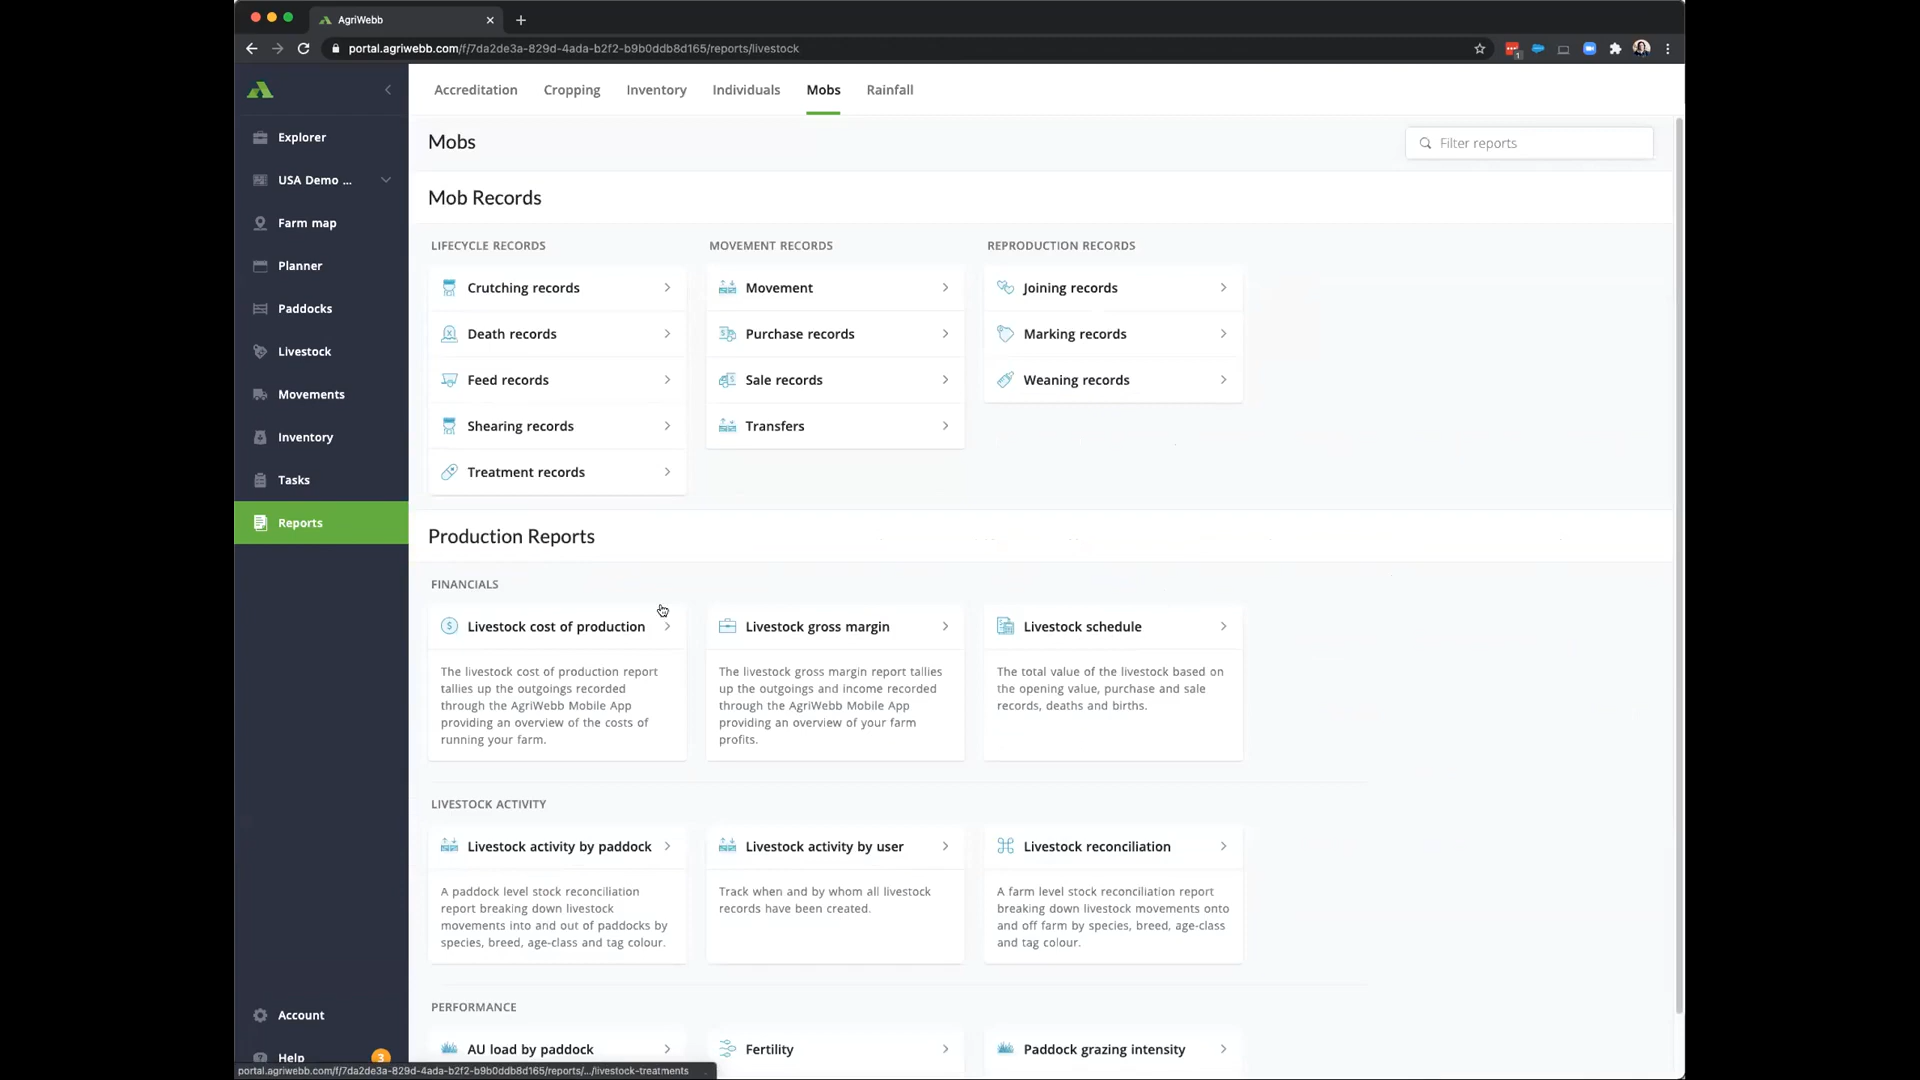 AgriWebb
portal.agriwebb.com/f/7da2de3a-829d-4ada-b2f2-b9b0ddb8d165/reports/livestock
1
Accreditation Cropping Inventory Individuals Mobs Rainfall
Explorer
USA Demo ...
Farm map
Planner
Paddocks
Livestock
Movements
Inventory
Tasks
Reports
Account
Help 3
Mobs
Filter reports
Mob Records
LIFECYCLE RECORDS
Crutching records
Death records
Feed records
Shearing records
Treatment records
MOVEMENT RECORDS
Movement
Purchase records
Sale records
Transfers
REPRODUCTION RECORDS
Joining records
Marking records
Weaning records
Production Reports
FINANCIALS
Livestock cost of production
The livestock cost of production report
tallies up the outgoings recorded
through the AgriWebb Mobile App
providing an overview of the costs of
running your farm.
Livestock gross margin
The livestock gross margin report tallies
up the outgoings and income recorded
through the AgriWebb Mobile App
providing an overview of your farm
profits.
Livestock schedule
The total value of the livestock based on
the opening value, purchase and sale
records, deaths and births.
LIVESTOCK ACTIVITY
Livestock activity by paddock
A paddock level stock reconciliation
report breaking down livestock
movements into and out of paddocks by
species, breed, age-class and tag colour.
Livestock activity by user
Track when and by whom all livestock
records have been created.
Livestock reconciliation
A farm level stock reconciliation report
breaking down livestock movements onto
and off farm by species, breed, age-class
and tag colour.
PERFORMANCE
AU load by paddock
Fertility
Paddock grazing intensity
portal.agriwebb.com/f/7da2de3a-829d-4ada-b2f2-b9b0ddb8d165/reports/.../livestock-treatments